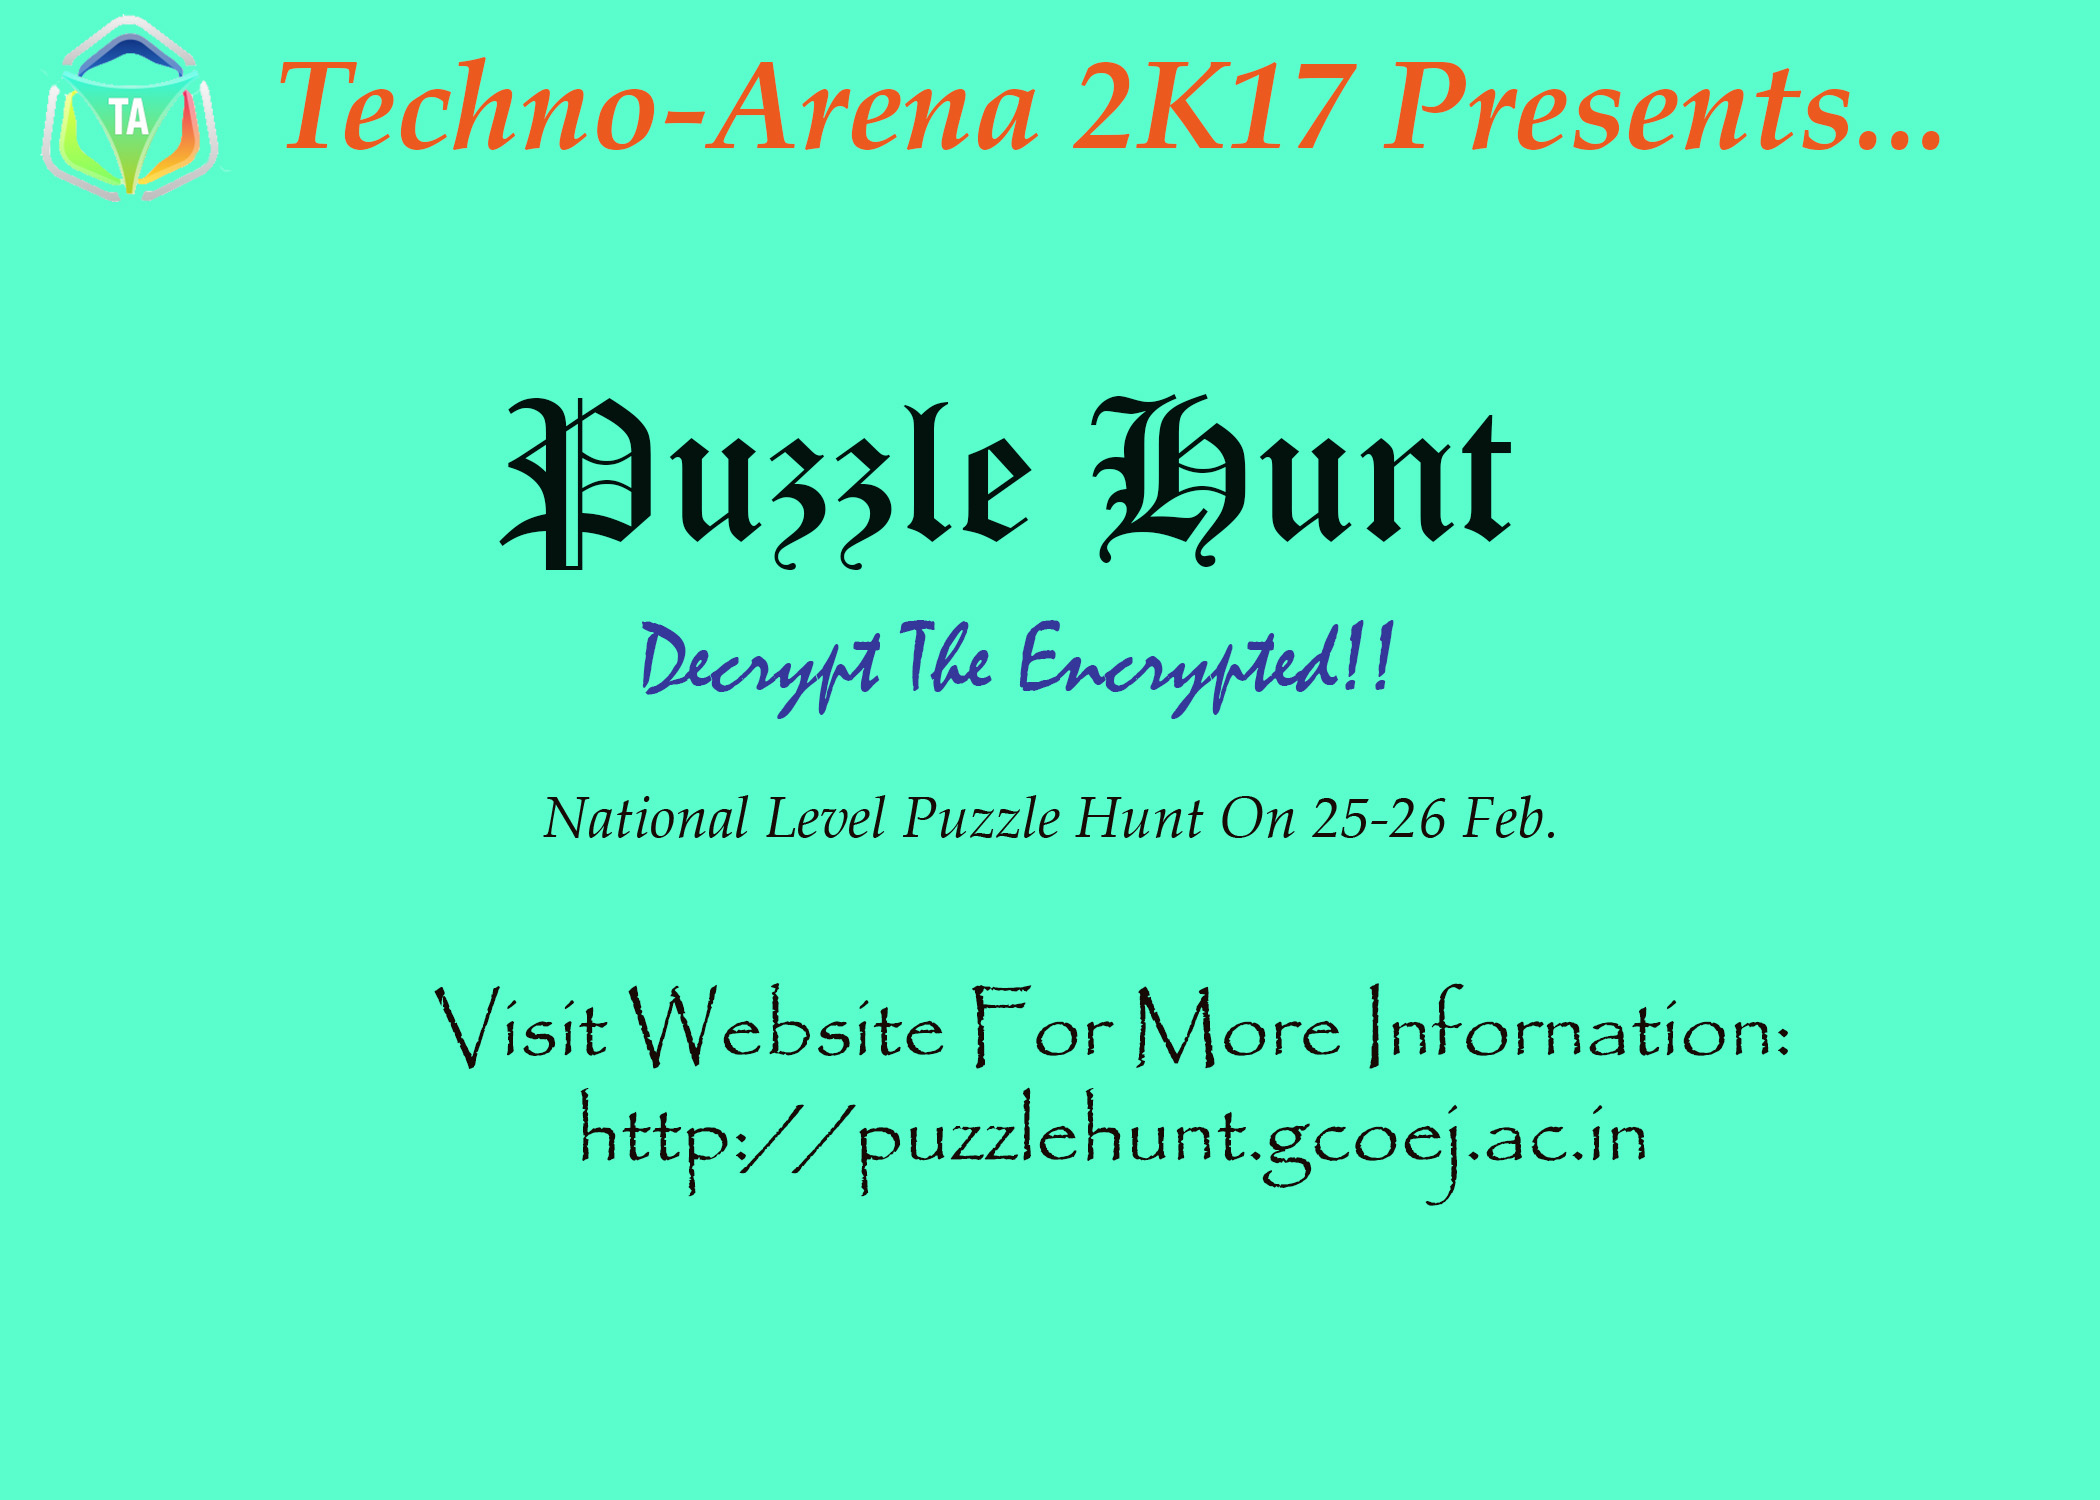 TA
Techno-Arena 2K17 Presents...
Puzzle Hunt
Decrypt The Encrypted!!
National Level Puzzle Hunt On 25-26 Feb.
Visit Website For More Infornation:
http://puzzlehunt.gcoej.ac.in